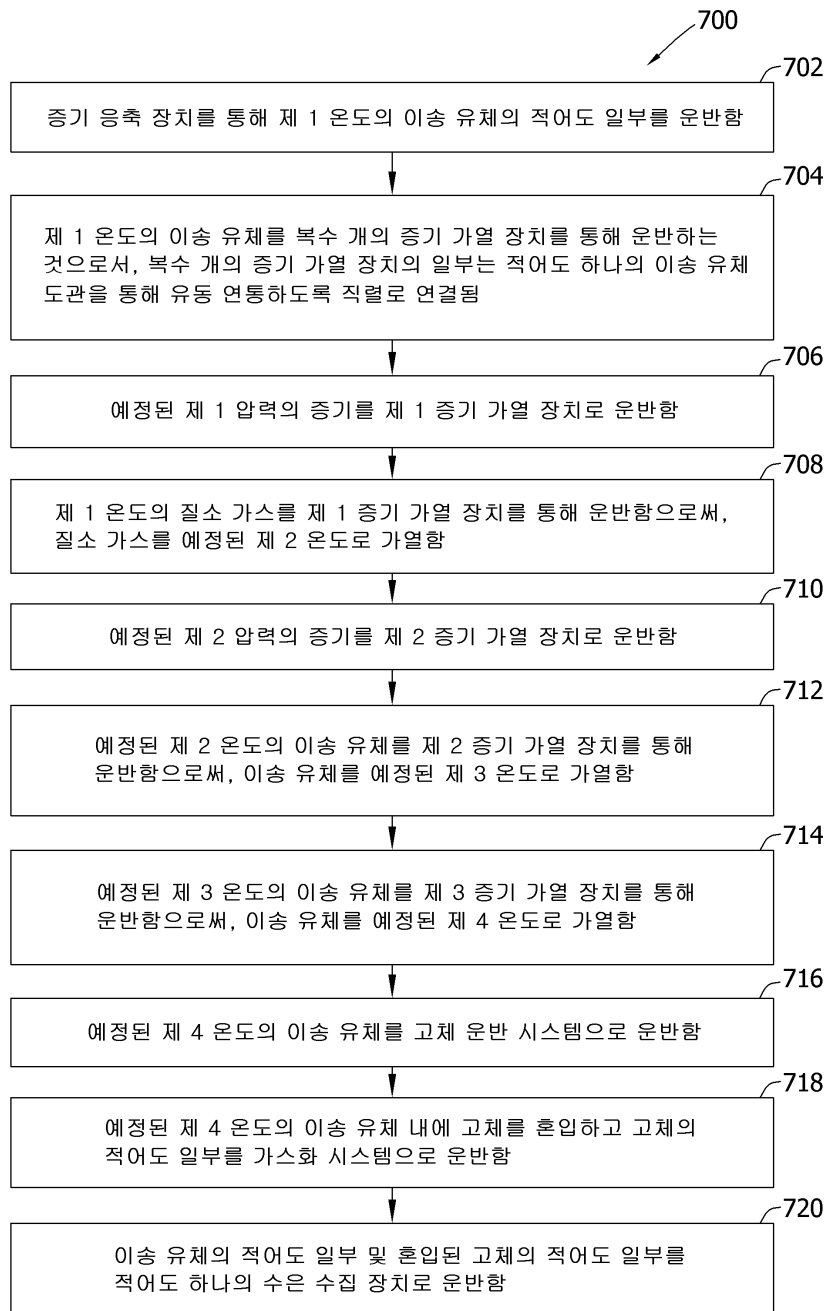 700
702
증기 응축 장치를 통해 제 1 온도의 이송 유체의 적어도 일부를 운반함
704
제 1 온도의 이송 유체를 복수 개의 증기 가열 장치를 통해 운반하는
것으로서, 복수 개의 증기 가열 장치의 일부는 적어도 하나의 이송 유체
도관을 통해 유동 연통하도록 직렬로 연결됨
706
예정된 제 1 압력의 증기를 제 1 증기 가열 장치로 운반함
708
제 1 온도의 질소 가스를 제 1 증기 가열 장치를 통해 운반함으로써,
질소 가스를 예정된 제 2 온도로 가열함
710
예정된 제 2 압력의 증기를 제 2 증기 가열 장치로 운반함
712
예정된 제 2 온도의 이송 유체를 제 2 증기 가열 장치를 통해
운반함으로써, 이송 유체를 예정된 제 3 온도로 가열함
714
예정된 제 3 온도의 이송 유체를 제 3 증기 가열 장치를 통해
운반함으로써, 이송 유체를 예정된 제 4 온도로 가열함
716
예정된 제 4 온도의 이송 유체를 고체 운반 시스템으로 운반함
718
예정된 제 4 온도의 이송 유체 내에 고체를 혼입하고 고체의
적어도 일부를 가스화 시스템으로 운반함
720
이송 유체의 적어도 일부 및 혼입된 고체의 적어도 일부를
적어도 하나의 수은 수집 장치로 운반함